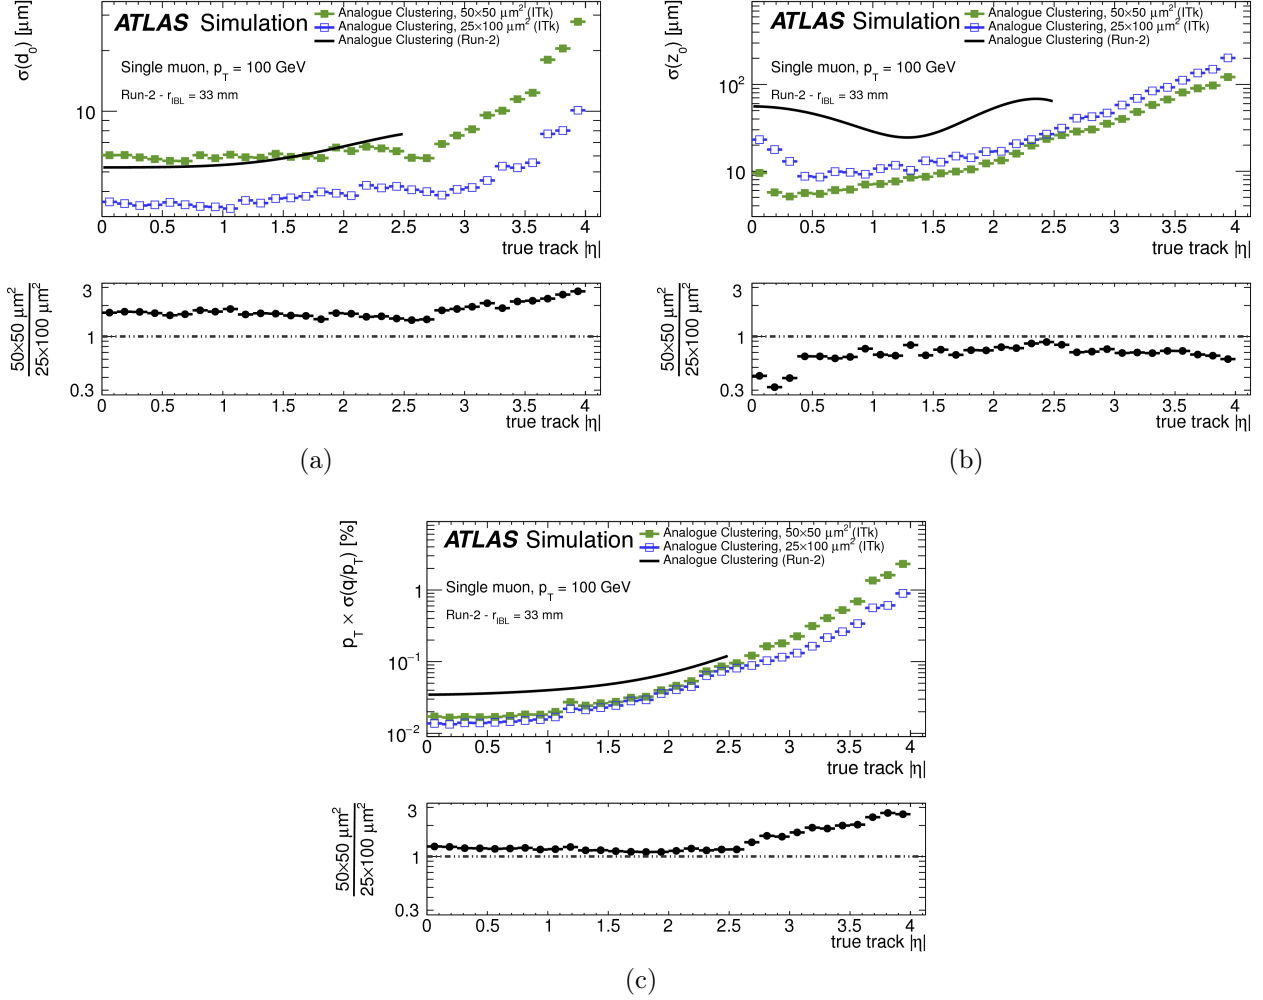 ATLAS Simulation
Analogue Clustering, 50×50 μm² (ITk)
Analogue Clustering, 25×100 μm² (ITk)
Analogue Clustering (Run-2)
Single muon, p_T = 100 GeV
Run-2 - r_IBL = 33 mm
σ(d₀) [μm]
10
0 0.5 1 1.5 2 2.5 3 3.5 4
true track |η|
50×50 μm²
25×100 μm²
3
1
0.3
0 0.5 1 1.5 2 2.5 3 3.5 4
true track |η|
(a)
ATLAS Simulation
Analogue Clustering, 50×50 μm² (ITk)
Analogue Clustering, 25×100 μm² (ITk)
Analogue Clustering (Run-2)
Single muon, p_T = 100 GeV
Run-2 - r_IBL = 33 mm
σ(z₀) [μm]
10²
10
0 0.5 1 1.5 2 2.5 3 3.5 4
true track |η|
50×50 μm²
25×100 μm²
3
1
0.3
0 0.5 1 1.5 2 2.5 3 3.5 4
true track |η|
(b)
ATLAS Simulation
Analogue Clustering, 50×50 μm² (ITk)
Analogue Clustering, 25×100 μm² (ITk)
Analogue Clustering (Run-2)
Single muon, p_T = 100 GeV
Run-2 - r_IBL = 33 mm
p_T × σ(q/p_T) [%]
1
10⁻¹
10⁻²
0 0.5 1 1.5 2 2.5 3 3.5 4
true track |η|
50×50 μm²
25×100 μm²
3
1
0.3
0 0.5 1 1.5 2 2.5 3 3.5 4
true track |η|
(c)